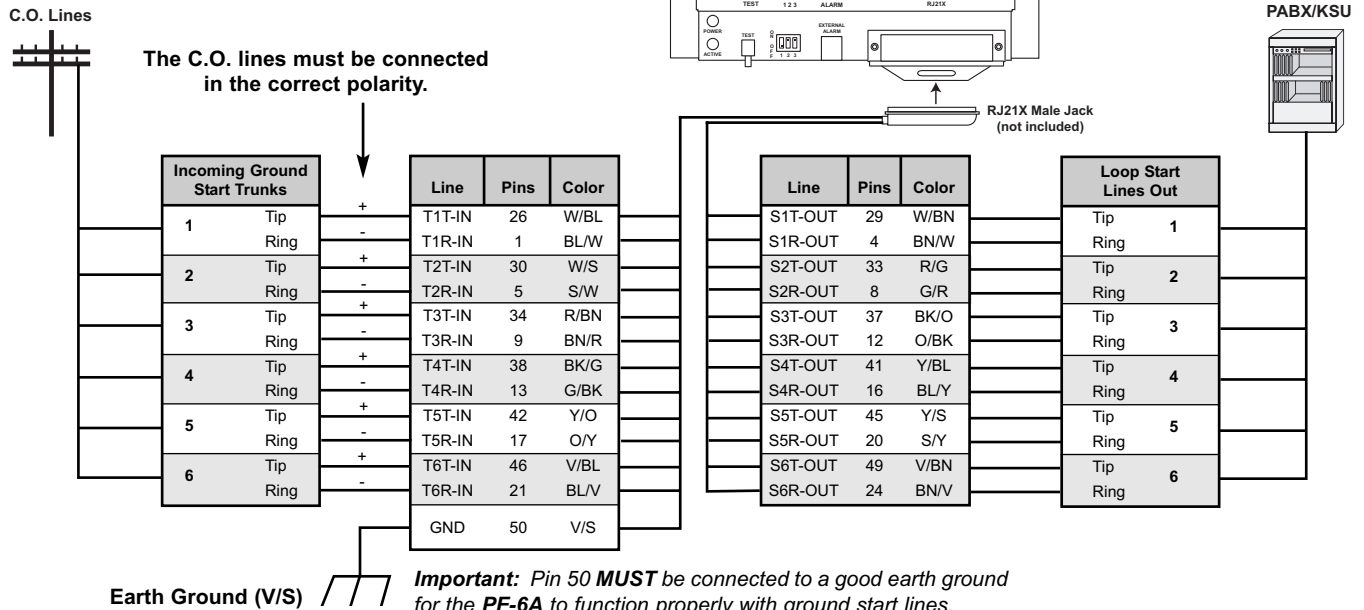 C.O. Lines
TEST 1 2 3 ALARM RJ21X
PABX/KSU
POWER
ACTIVE
TEST
ON
OFF
1 2 3
EXTERNAL
ALARM
The C.O. lines must be connected
in the correct polarity.
RJ21X Male Jack
(not included)
Incoming Ground
Start Trunks
1 Tip +
Ring -
2 Tip +
Ring -
3 Tip +
Ring -
4 Tip +
Ring -
5 Tip +
Ring -
6 Tip +
Ring -
Line Pins Color
T1T-IN 26 W/BL
T1R-IN 1 BL/W
T2T-IN 30 W/S
T2R-IN 5 S/W
T3T-IN 34 R/BN
T3R-IN 9 BN/R
T4T-IN 38 BK/G
T4R-IN 13 G/BK
T5T-IN 42 Y/O
T5R-IN 17 O/Y
T6T-IN 46 V/BL
T6R-IN 21 BL/V
GND 50 V/S
Line Pins Color
S1T-OUT 29 W/BN
S1R-OUT 4 BN/W
S2T-OUT 33 R/G
S2R-OUT 8 G/R
S3T-OUT 37 BK/O
S3R-OUT 12 O/BK
S4T-OUT 41 Y/BL
S4R-OUT 16 BL/Y
S5T-OUT 45 Y/S
S5R-OUT 20 S/Y
S6T-OUT 49 V/BN
S6R-OUT 24 BN/V
Loop Start
Lines Out
Tip 1
Ring
Tip 2
Ring
Tip 3
Ring
Tip 4
Ring
Tip 5
Ring
Tip 6
Ring
Earth Ground (V/S)
Important: Pin 50 MUST be connected to a good earth ground
for the PF-6A to function properly with ground start lines.